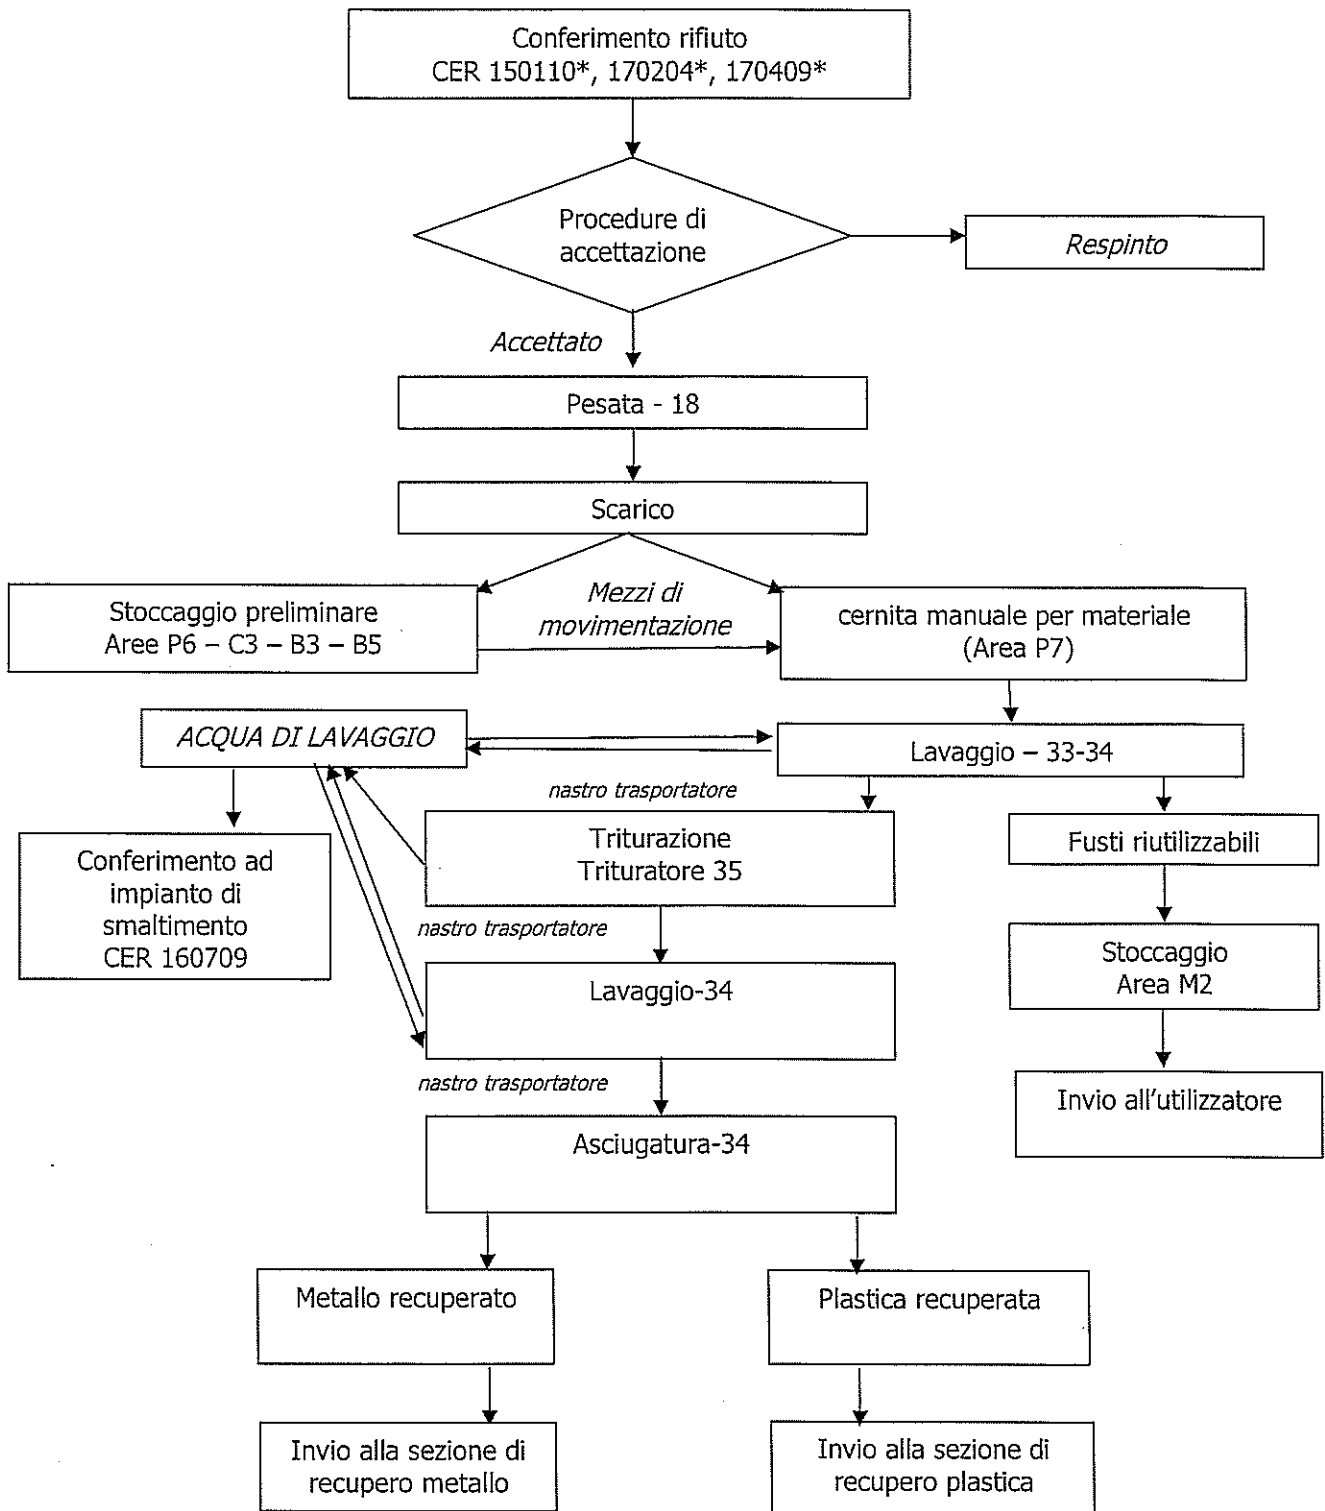 Conferimento rifiuto
CER 150110*, 170204*, 170409*
Procedure di
accettazione
Respinto
Accettato
Pesata - 18
Scarico
Stoccaggio preliminare
Aree P6 – C3 – B3 – B5
Mezzi di
movimentazione
cernita manuale per materiale
(Area P7)
ACQUA DI LAVAGGIO
Lavaggio – 33-34
nastro trasportatore
Conferimento ad
impianto di
smaltimento
CER 160709
Triturazione
Trituratore 35
Fusti riutilizzabili
nastro trasportatore
Lavaggio-34
Stoccaggio
Area M2
nastro trasportatore
Invio all'utilizzatore
Asciugatura-34
Metallo recuperato
Plastica recuperata
Invio alla sezione di
recupero metallo
Invio alla sezione di
recupero plastica